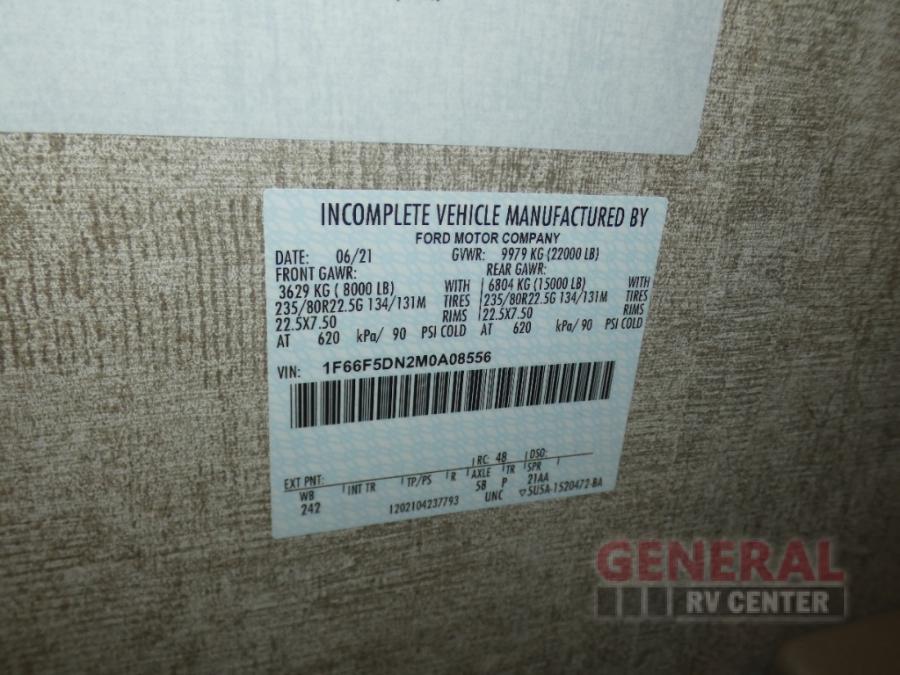 INCOMPLETE VEHICLE MANUFACTURED BY
FORD MOTOR COMPANY
DATE: 06/21 GVWR: 9979 KG (22000 LB)
FRONT GAWR: REAR GAWR:
3629 KG ( 8000 LB) WITH 6804 KG (15000 LB) WITH
235/80R22.5G 134/131M TIRES 235/80R22.5G 134/131M TIRES
22.5X7.50 RIMS 22.5X7.50 RIMS
AT 620 kPa/ 90 PSI COLD AT 620 kPa/ 90 PSI COLD
VIN: 1F66F5DN2M0A08556
RC: 48 DSO:
EXT PNT: WB INT TR TP/PS R AXLE TR SPR
242 5B P 21AA
1202104237793 UNC 5U5A-1520472-BA
GENERAL
RV CENTER